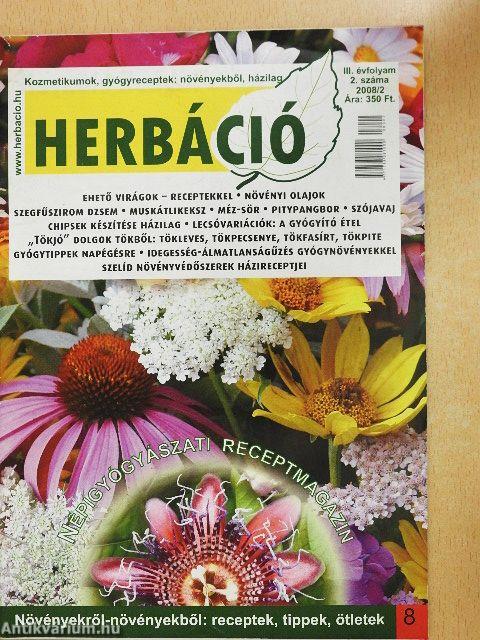 Kozmetikumok, gyógyreceptek: növényekből, házilag
III. évfolyam
2. száma
2008/2
Ára: 350 Ft.
www.herbacio.hu
HERBÁCIÓ
EHETŐ VIRÁGOK – RECEPTEKKEL • NÖVÉNYI OLAJOK
SZEGFŰSZIROM DZSEM • MUSKÁTLIKEKSZ • MÉZ-SÖR • PITYPANGBOR • SZÓJAVAJ
CHIPSEK KÉSZÍTÉSE HÁZILAG • LECSÓVARIÁCIÓK: A GYÓGYÍTÓ ÉTEL
„TÖKJÓ” DOLGOK TÖKBŐL: TÖKLEVES, TÖKPECSENYE, TÖKFASÍRT, TÖKPITE
GYÓGYTIPPEK NAPÉGÉSRE • IDEGESSÉG-ÁLMATLANSÁGŰZÉS GYÓGYNÖVÉNYEKKEL
SZELÍD NÖVÉNYVÉDŐSZEREK HÁZIRECEPTJEI
NÉPIGYÓGYÁSZATI RECEPTMAGAZIN
Növényekről-növényekből: receptek, tippek, ötletek
8
Antikvárium.hu